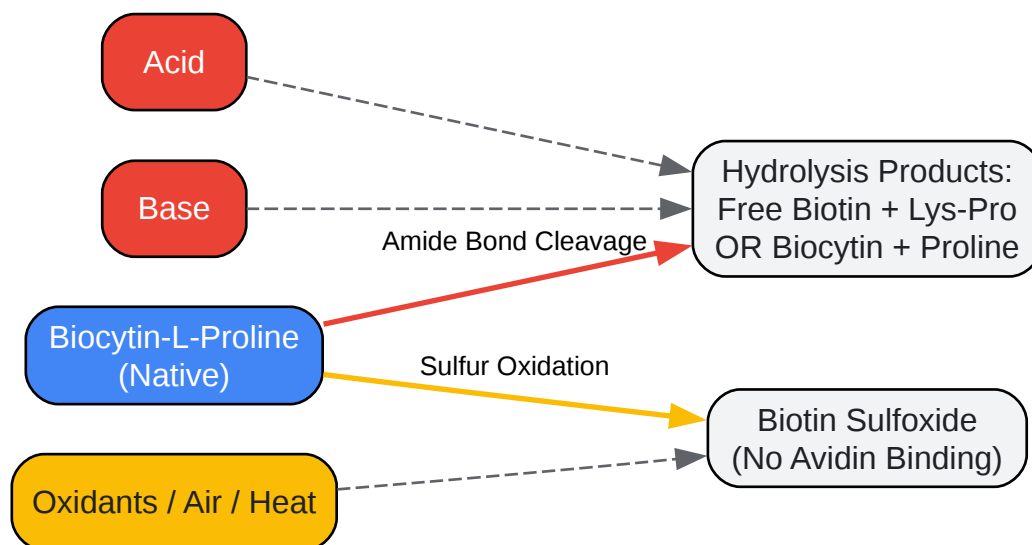 Acid
Hydrolysis Products:
Free Biotin + Lys-Pro
OR Biocytin + Proline
Base
Amide Bond Cleavage
Biocytin-L-Proline
(Native)
Sulfur Oxidation
Biotin Sulfoxide
(No Avidin Binding)
Oxidants / Air / Heat